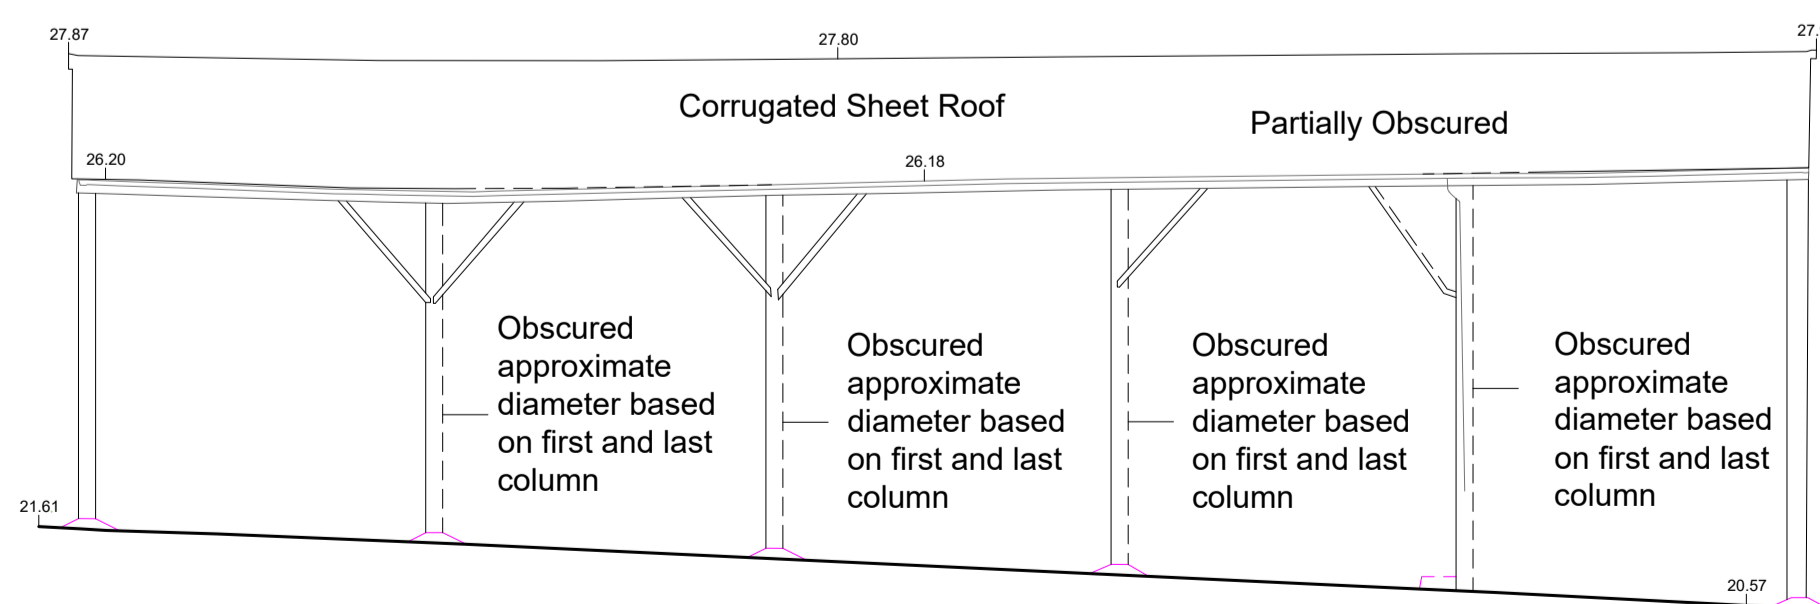 27.87
27.80
27.
Corrugated Sheet Roof
Partially Obscured
26.20
26.18
Obscured
approximate
diameter based
on first and last
column
Obscured
approximate
diameter based
on first and last
column
Obscured
approximate
diameter based
on first and last
column
Obscured
approximate
diameter based
on first and last
column
21.61
20.57